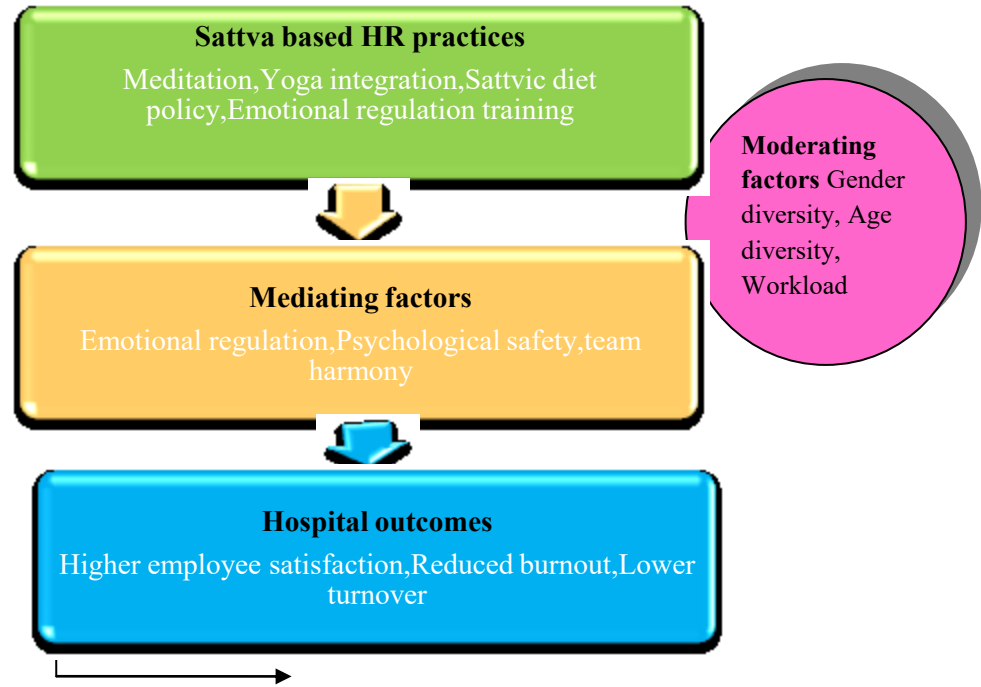 Sattva based HR practices
Meditation,Yoga integration,Sattvic diet
policy,Emotional regulation training
Moderating
factors Gender
diversity, Age
diversity,
Workload
Mediating factors
Emotional regulation,Psychological safety,team
harmony
Hospital outcomes
Higher employee satisfaction,Reduced burnout,Lower
turnover